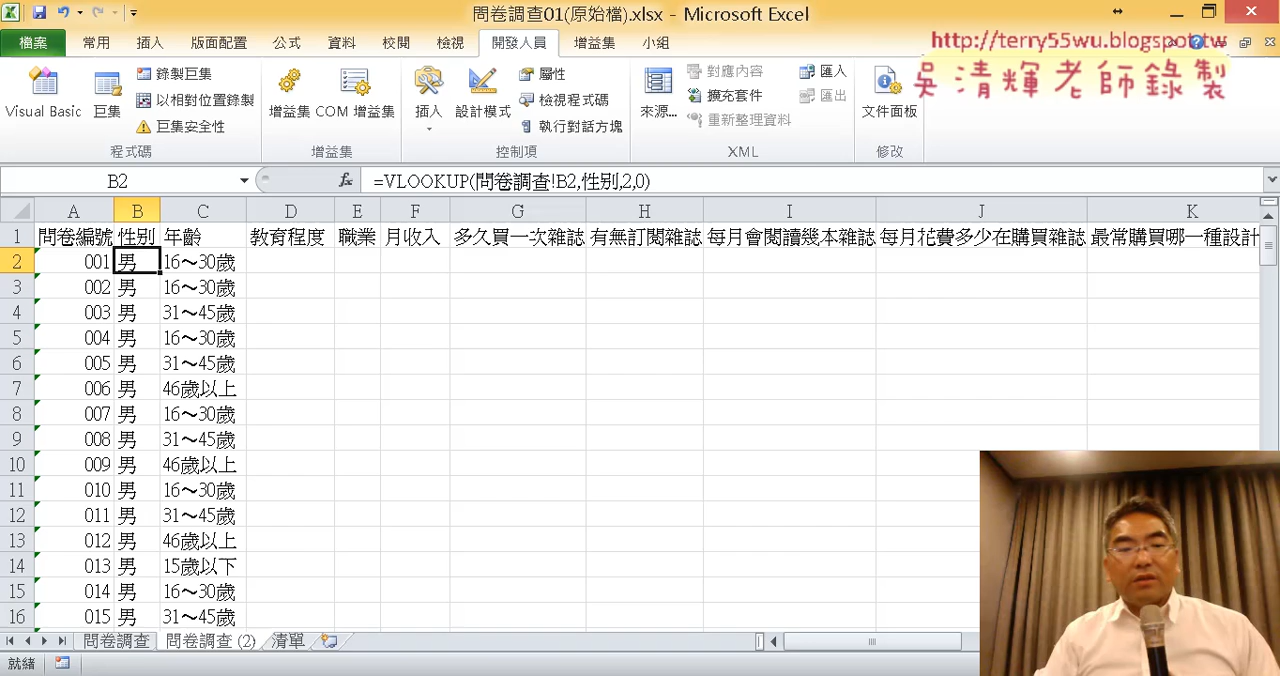 問卷調查01(原始檔).xlsx - Microsoft Excel
檔案 常用 插入 版面配置 公式 資料 校閱 檢視 開發人員 增益集 小組
http://terry55wu.blogspot.tw
吳清輝老師錄製
Visual Basic 巨集 錄製巨集 以相對位置錄製 巨集安全性 程式碼
增益集 COM 增益集 增益集
插入 設計模式 屬性 檢視程式碼 執行對話方塊 控制項
來源... 對應內容 擴充套件 重新整理資料 匯入 匯出 XML
文件面板 修改
B2 fx =VLOOKUP(問卷調查!B2,性別,2,0)
A B C D E F G H I J K
1 問卷編號 性別 年齡 教育程度 職業 月收入 多久買一次雜誌 有無訂閱雜誌 每月會閱讀幾本雜誌 每月花費多少在購買雜誌 最常購買哪一種設計
2 001 男 16～30歲
3 002 男 16～30歲
4 003 男 31～45歲
5 004 男 16～30歲
6 005 男 31～45歲
7 006 男 46歲以上
8 007 男 16～30歲
9 008 男 31～45歲
10 009 男 46歲以上
11 010 男 16～30歲
12 011 男 31～45歲
13 012 男 46歲以上
14 013 男 15歲以下
15 014 男 16～30歲
16 015 男 31～45歲
問卷調查 問卷調查 (2) 清單
就緒